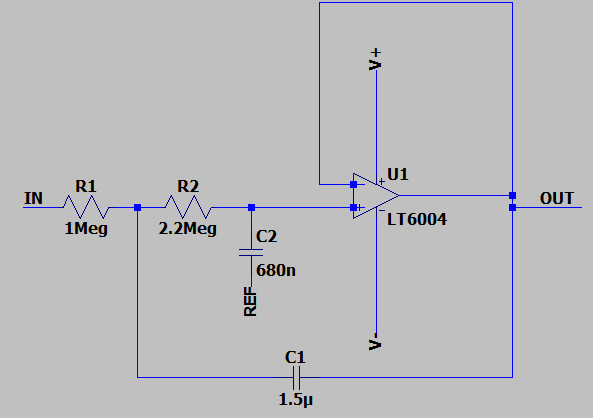 V+
U1
IN
R1
R2
+
OUT
1Meg
2.2Meg
+
−
LT6004
C2
680n
REF
V-
C1
1.5µ